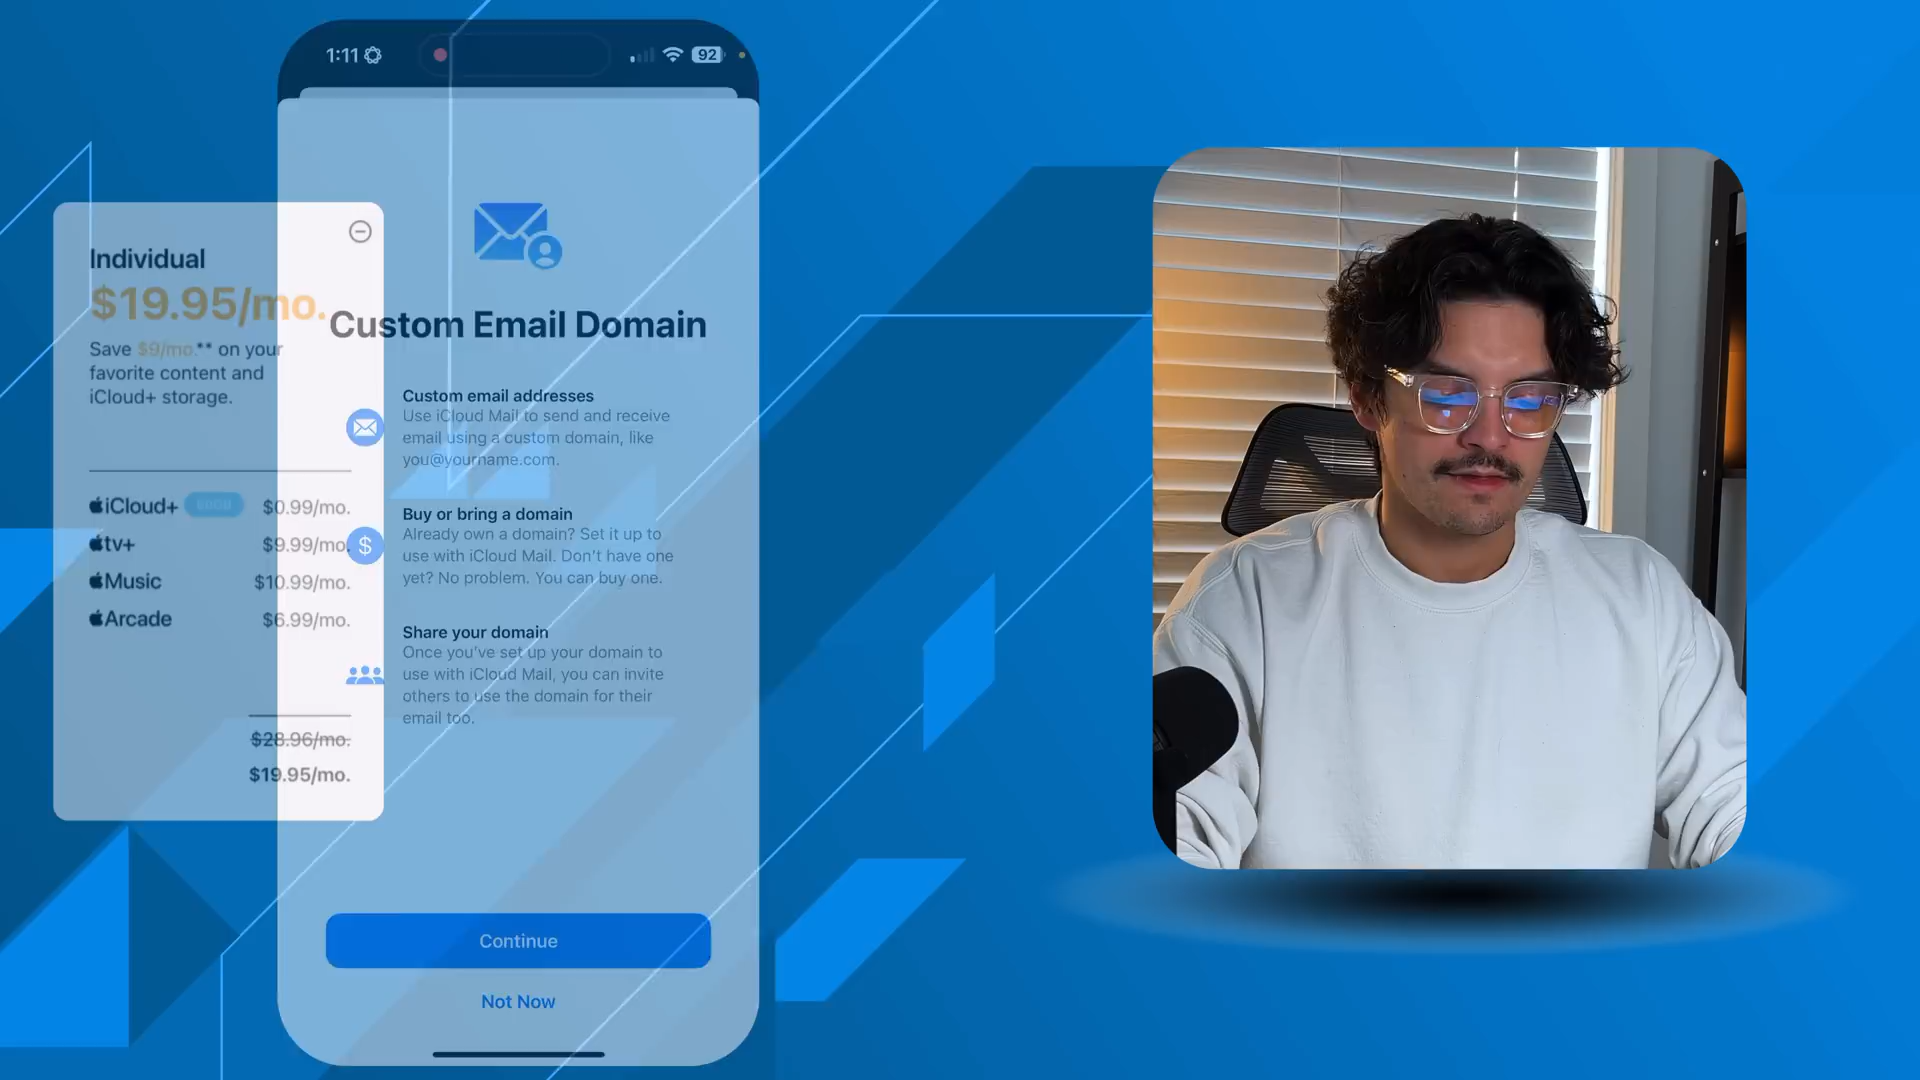 1:11
92
Individual
$19.95/mo.
Save $9/mo.** on your
favorite content and
iCloud+ storage.
iCloud+ 50GB $0.99/mo.
tv+ $9.99/mo.
Music $10.99/mo.
Arcade $6.99/mo.
$28.96/mo.
$19.95/mo.
Custom Email Domain
Custom email addresses
Use iCloud Mail to send and receive
email using a custom domain, like
you@yourname.com.
Buy or bring a domain
Already own a domain? Set it up to
use with iCloud Mail. Don't have one
yet? No problem. You can buy one.
Share your domain
Once you've set up your domain to
use with iCloud Mail, you can invite
others to use the domain for their
email too.
Continue
Not Now